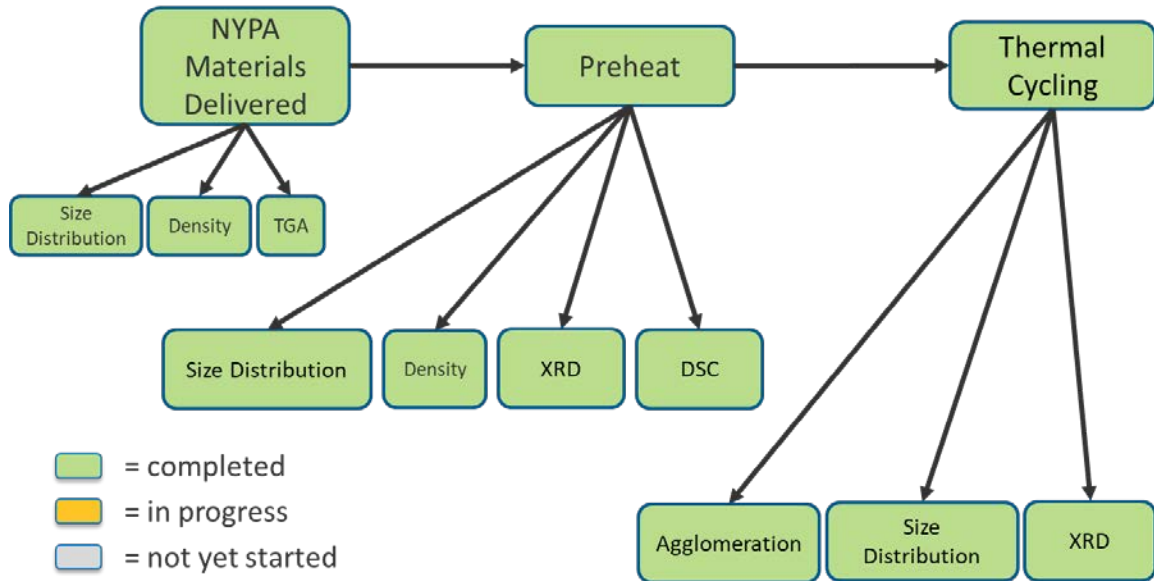 NYPA
Materials
Delivered
Preheat
Thermal
Cycling
Size
Distribution
Density
TGA
Size Distribution
Density
XRD
DSC
= completed
= in progress
= not yet started
Agglomeration
Size
Distribution
XRD